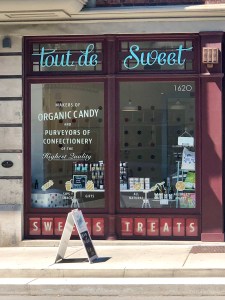 tout de Sweet
1620
MAKERS OF
ORGANIC CANDY
AND
PURVEYORS OF
CONFECTIONERY
OF THE
Highest Quality
SWEETS TREATS